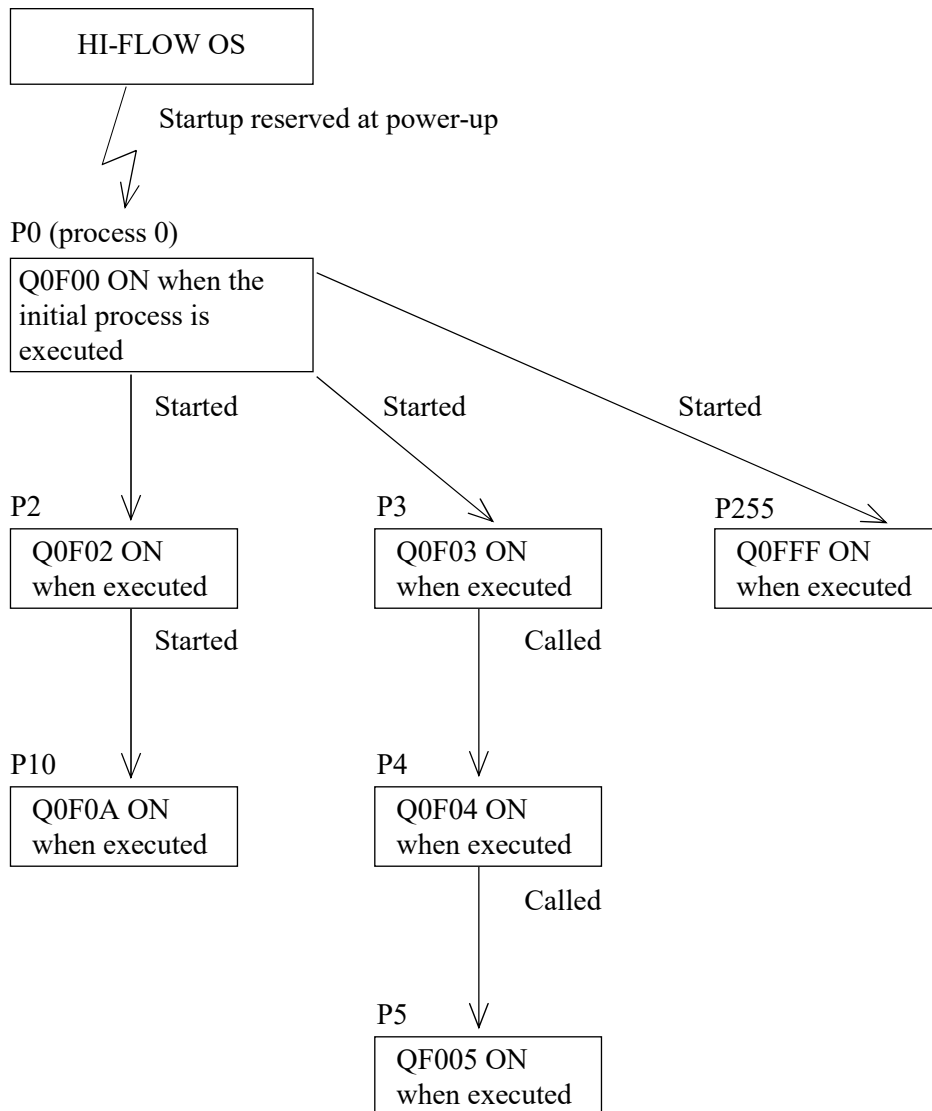 HI-FLOW OS
Startup reserved at power-up
P0 (process 0)
Q0F00 ON when the
initial process is
executed
Started
Started
Started
P2
P3
P255
Q0F02 ON
when executed
Q0F03 ON
when executed
Q0FFF ON
when executed
Started
Called
P10
P4
Q0F0A ON
when executed
Q0F04 ON
when executed
Called
P5
QF005 ON
when executed